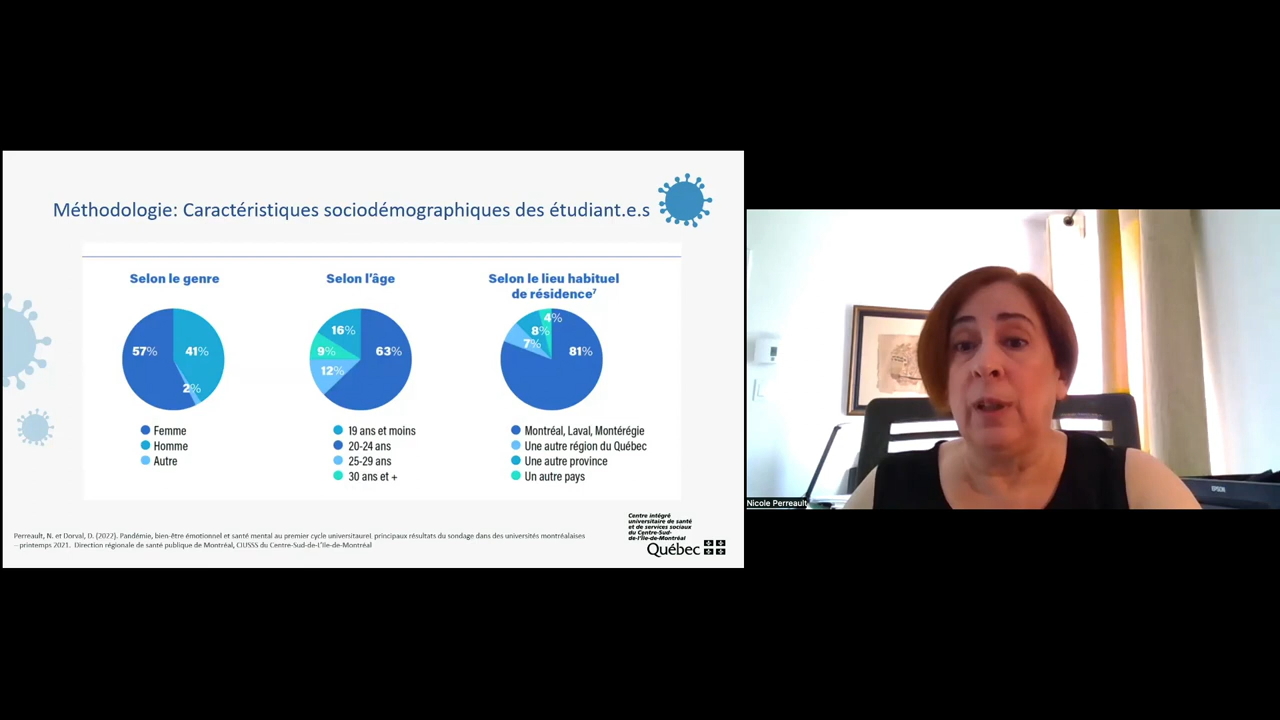 Méthodologie: Caractéristiques sociodémographiques des étudiant.e.s
Selon le genre
57%
41%
2%
Femme
Homme
Autre
Selon l'âge
16%
9%
63%
12%
19 ans et moins
20-24 ans
25-29 ans
30 ans et +
Selon le lieu habituel
de résidence⁷
4%
8%
7%
81%
Montréal, Laval, Montérégie
Une autre région du Québec
Une autre province
Un autre pays
Perreault, N. et Dorval, D. (2022). Pandémie, bien-être émotionnel et santé mental au premier cycle universitaurel. principaux résultats du sondage dans des universités montréalaises
– printemps 2021. Direction régionale de santé publique de Montréal, CIUSSS du Centre-Sud-de-L'Île-de-Montréal
Centre intégré
universitaire de santé
et de services sociaux
du Centre-Sud-
de-l'Île-de-Montréal
Québec
Nicole Perreault
EPSON